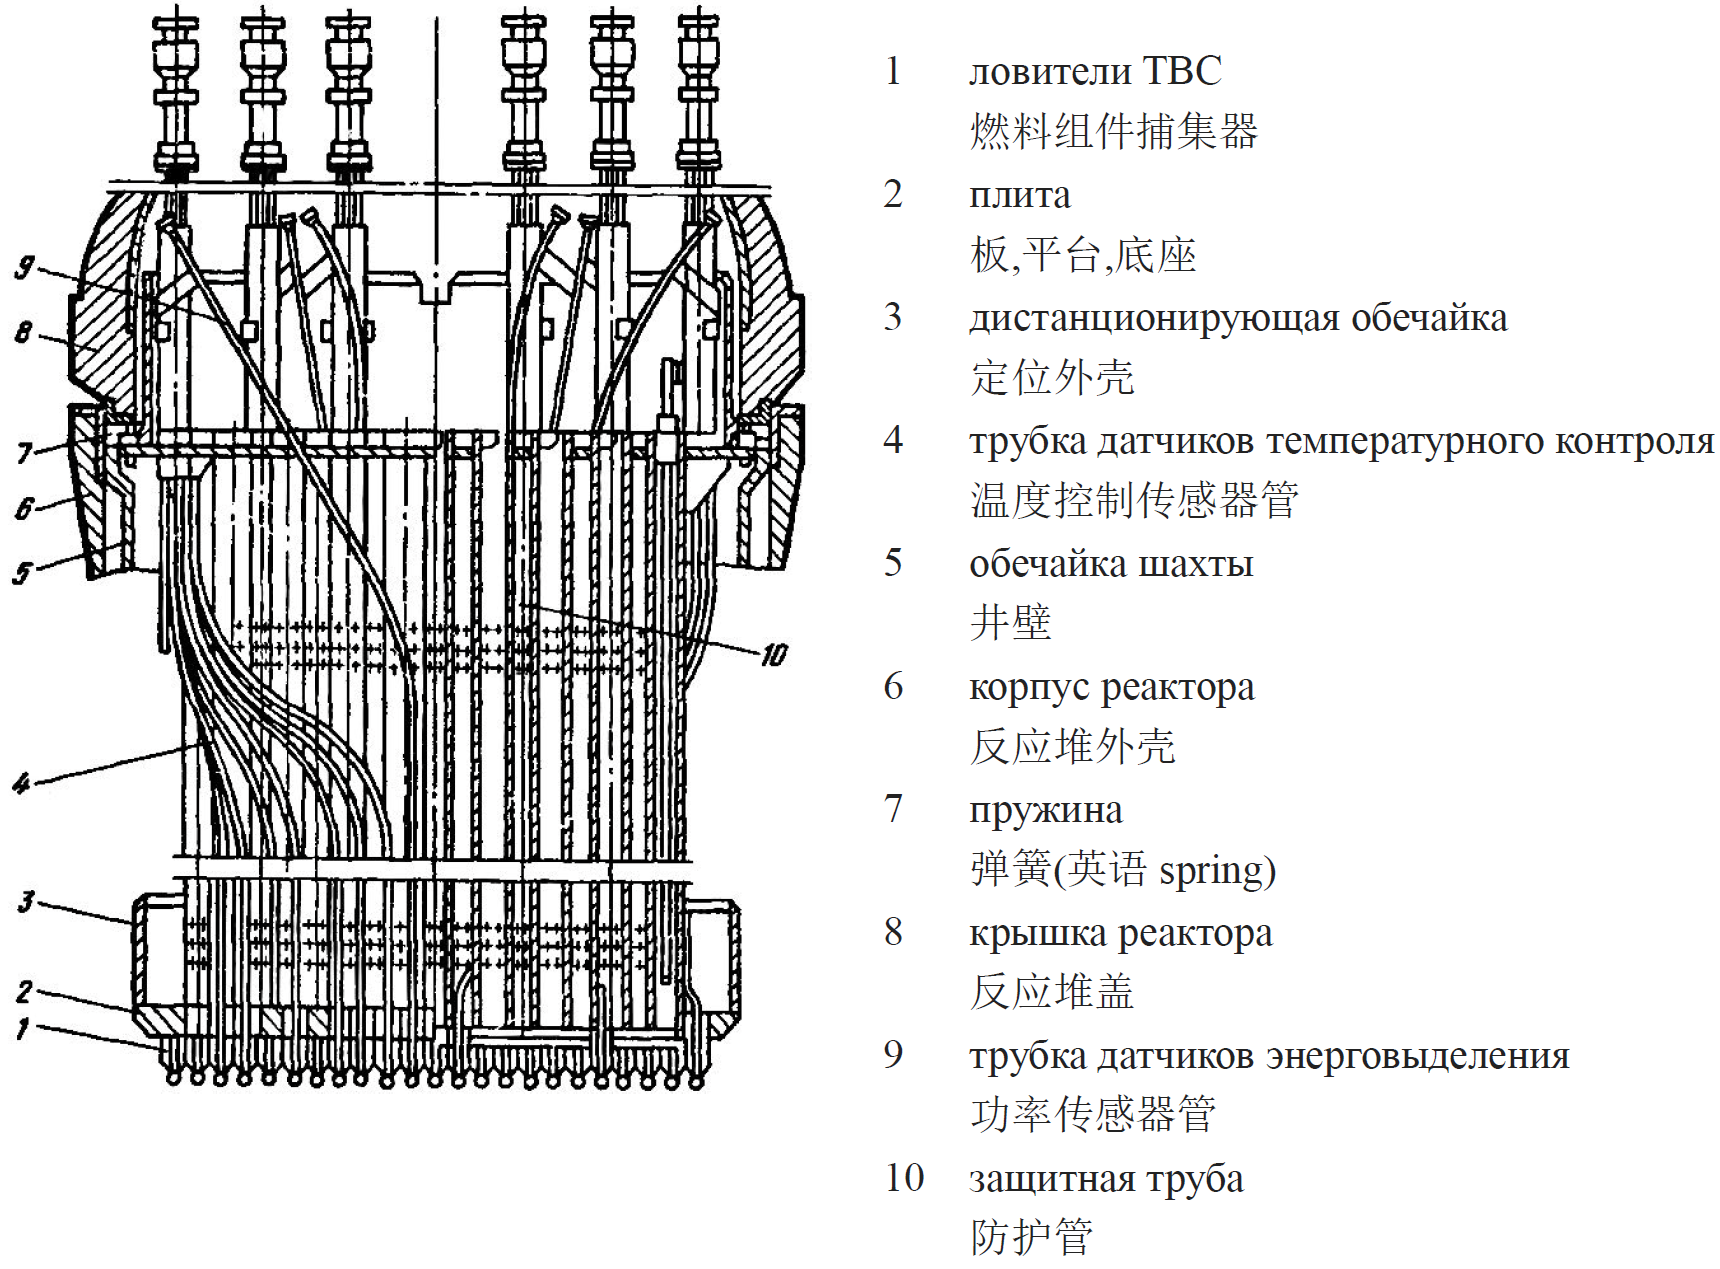 9
8
7
6
5
10
4
3
2
1
1 ловители ТВС
燃料组件捕集器
2 плита
板,平台,底座
3 дистанционирующая обечайка
定位外壳
4 трубка датчиков температурного контроля
温度控制传感器管
5 обечайка шахты
井壁
6 корпус реактора
反应堆外壳
7 пружина
弹簧(英语 spring)
8 крышка реактора
反应堆盖
9 трубка датчиков энерговыделения
功率传感器管
10 защитная труба
防护管